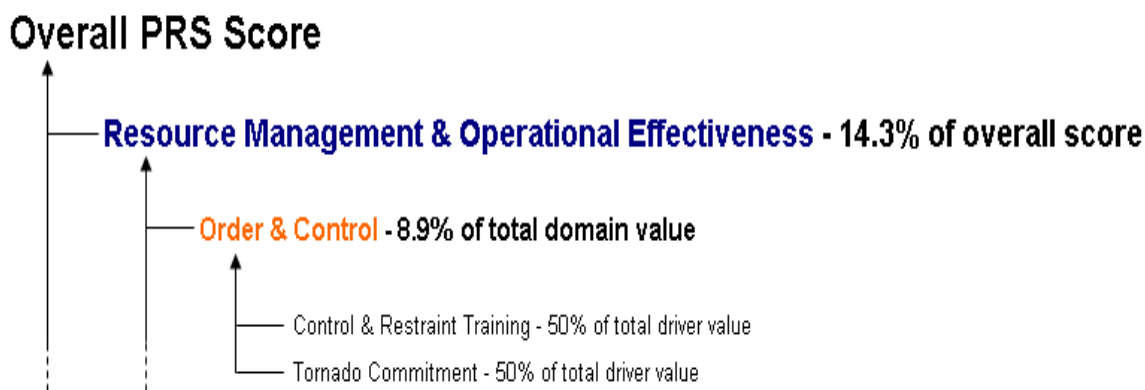 Overall PRS Score
Resource Management & Operational Effectiveness - 14.3% of overall score
Order & Control - 8.9% of total domain value
Control & Restraint Training - 50% of total driver value
Tornado Commitment - 50% of total driver value